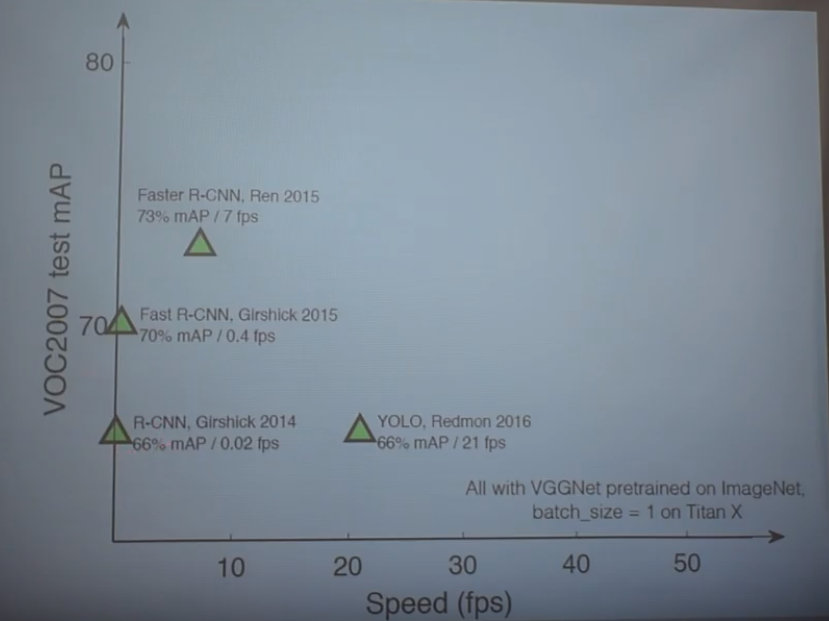 80
VOC2007 test mAP
Faster R-CNN, Ren 2015
73% mAP / 7 fps
70
Fast R-CNN, Girshick 2015
70% mAP / 0.4 fps
R-CNN, Girshick 2014
66% mAP / 0.02 fps
YOLO, Redmon 2016
66% mAP / 21 fps
All with VGGNet pretrained on ImageNet,
batch_size = 1 on Titan X
10
20
30
40
50
Speed (fps)